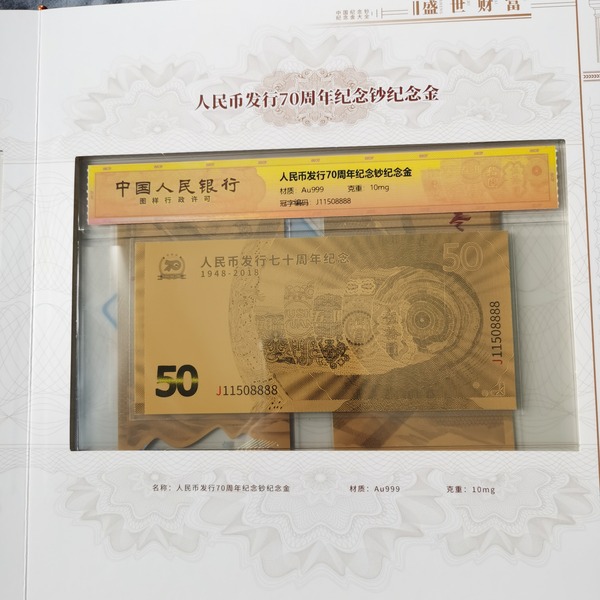 盛世财富
人民币发行70周年纪念钞纪念金
中国人民银行
图样行政许可
人民币发行70周年纪念钞纪念金
材质: Au999 克重: 10mg
冠字编码: J11508888
70
人民币发行七十周年纪念
1948-2018
50
50
J11508888
J11508888
名称: 人民币发行70周年纪念钞纪念金 材质: Au999 克重: 10mg